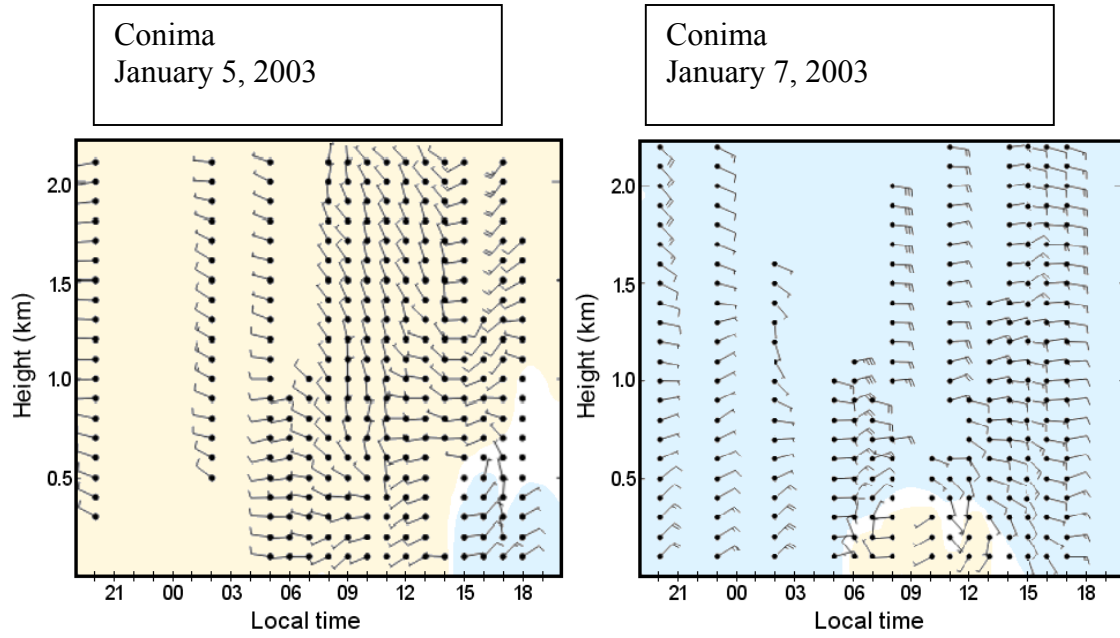 Conima
January 5, 2003
Conima
January 7, 2003
2.0
1.5
1.0
0.5
Height (km)
21 00 03 06 09 12 15 18
Local time
2.0
1.5
1.0
0.5
Height (km)
21 00 03 06 09 12 15 18
Local time